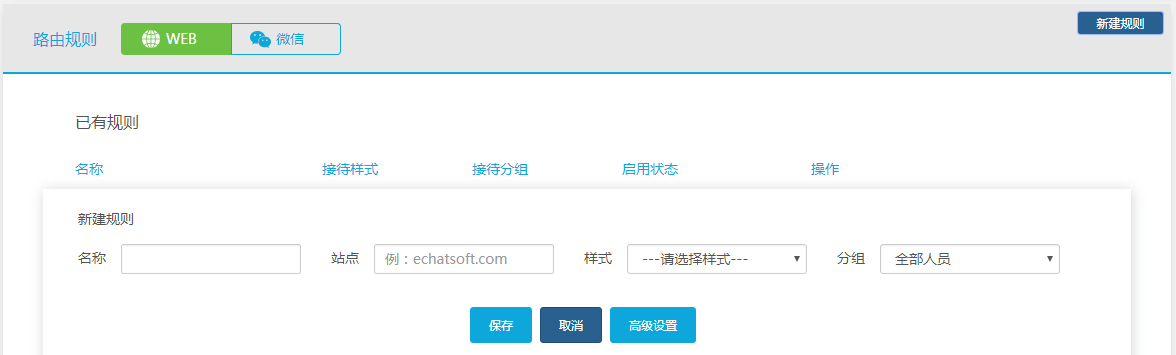 路由规则 WEB 微信 新建规则
已有规则
名称 接待样式 接待分组 启用状态 操作
新建规则
名称 站点 例：echatsoft.com 样式 ---请选择样式--- 分组 全部人员
保存 取消 高级设置